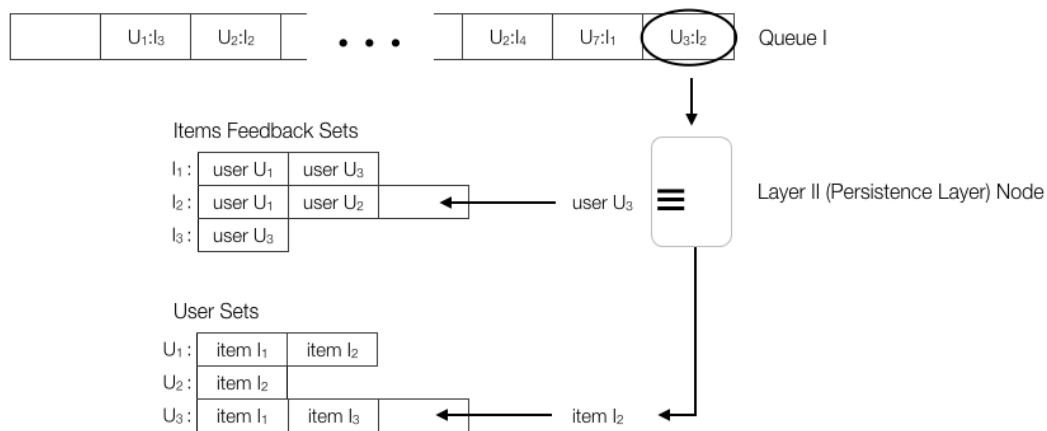 U₁:I₃ U₂:I₂ • • • U₂:I₄ U₇:I₁ U₃:I₂ Queue I
Items Feedback Sets
I₁ : user U₁ user U₃
I₂ : user U₁ user U₂ user U₃ Layer II (Persistence Layer) Node
I₃ : user U₃
User Sets
U₁ : item I₁ item I₂
U₂ : item I₂
U₃ : item I₁ item I₃ item I₂